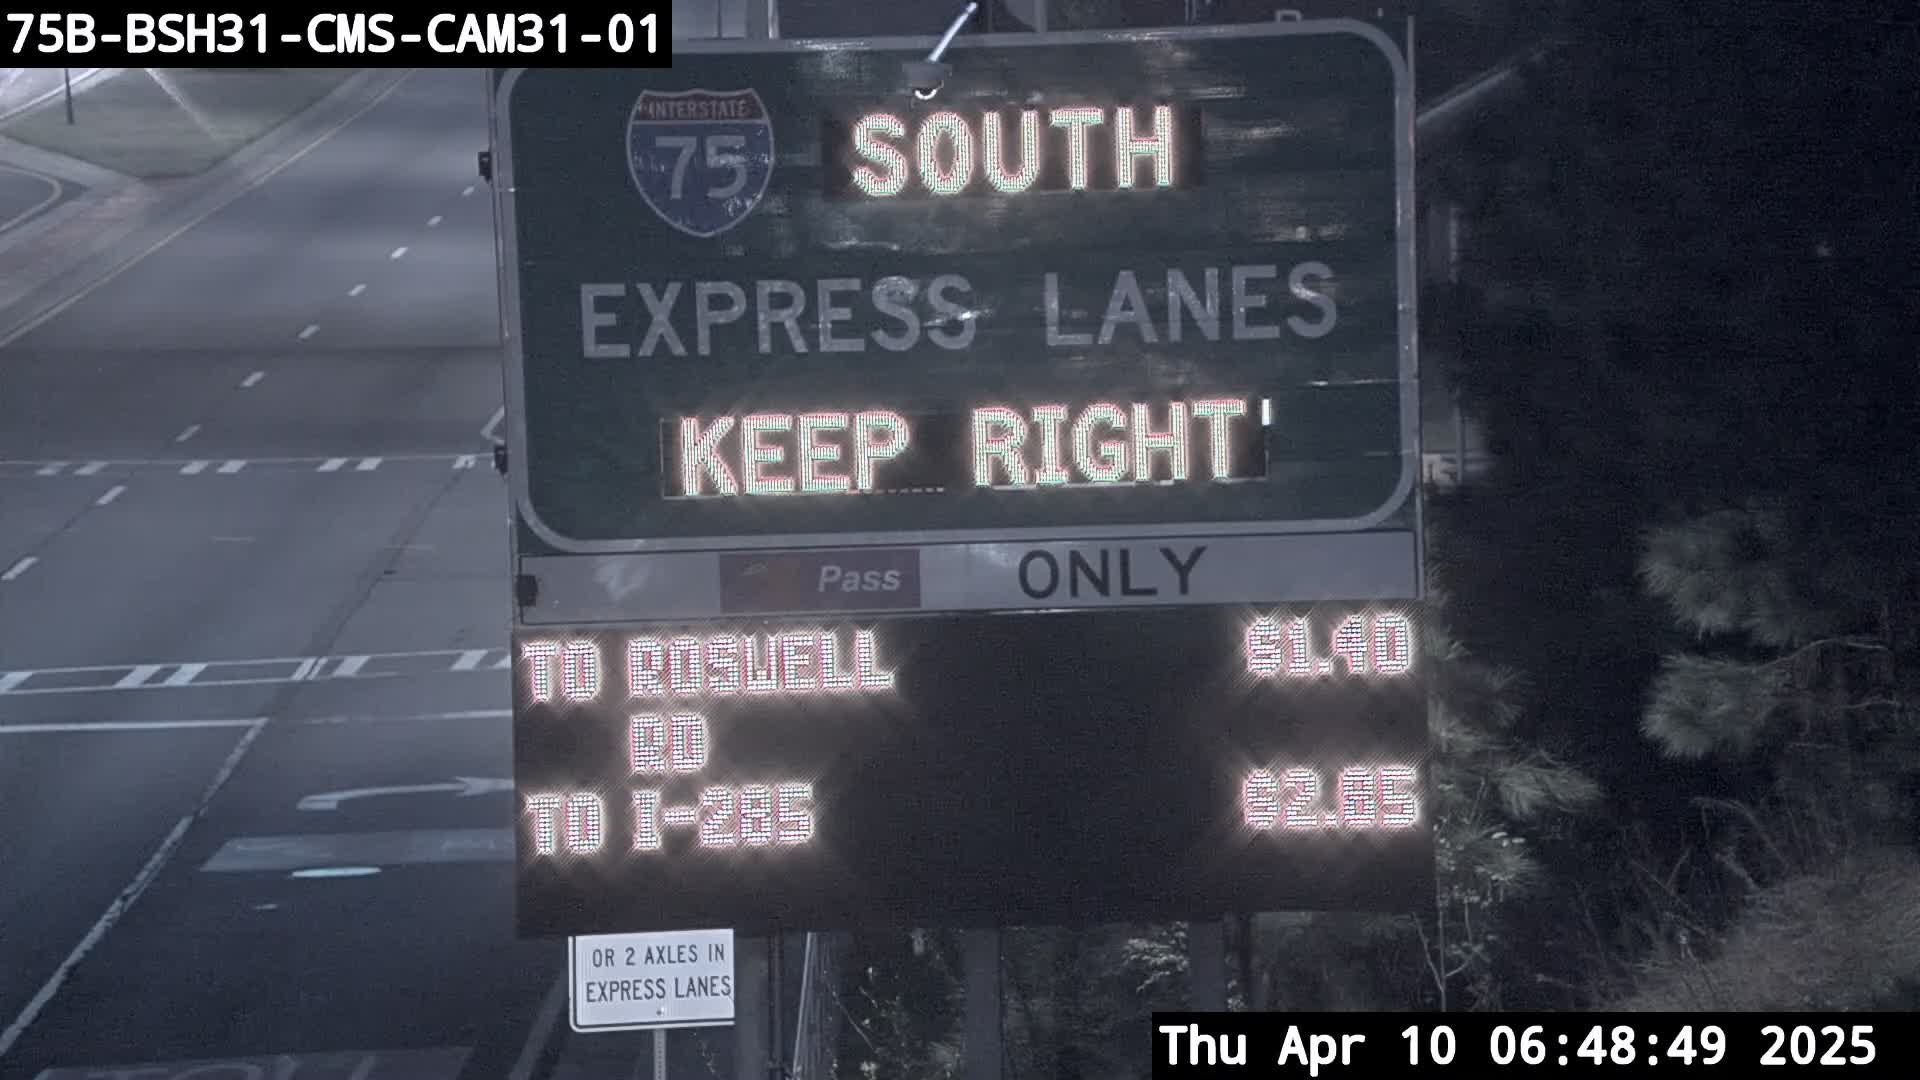 75B-BSH31-CMS-CAM31-01
INTERSTATE
75
SOUTH
EXPRESS LANES
KEEP RIGHT
Pass ONLY
TO ROSWELL $1.40
RD
TO I-285 $2.85
OR 2 AXLES IN
EXPRESS LANES
Thu Apr 10 06:48:49 2025